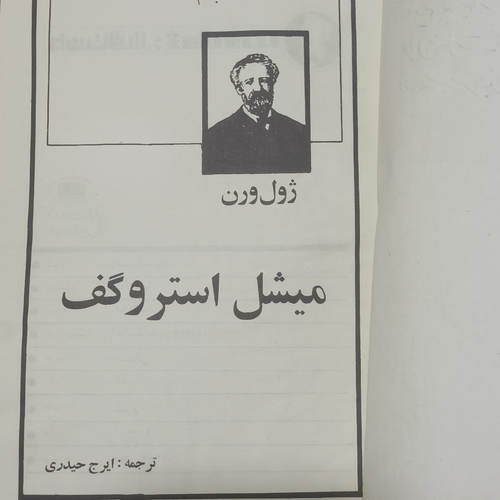 ژول‌ورن
میشل استروگف
ترجمه : ایرج حیدری